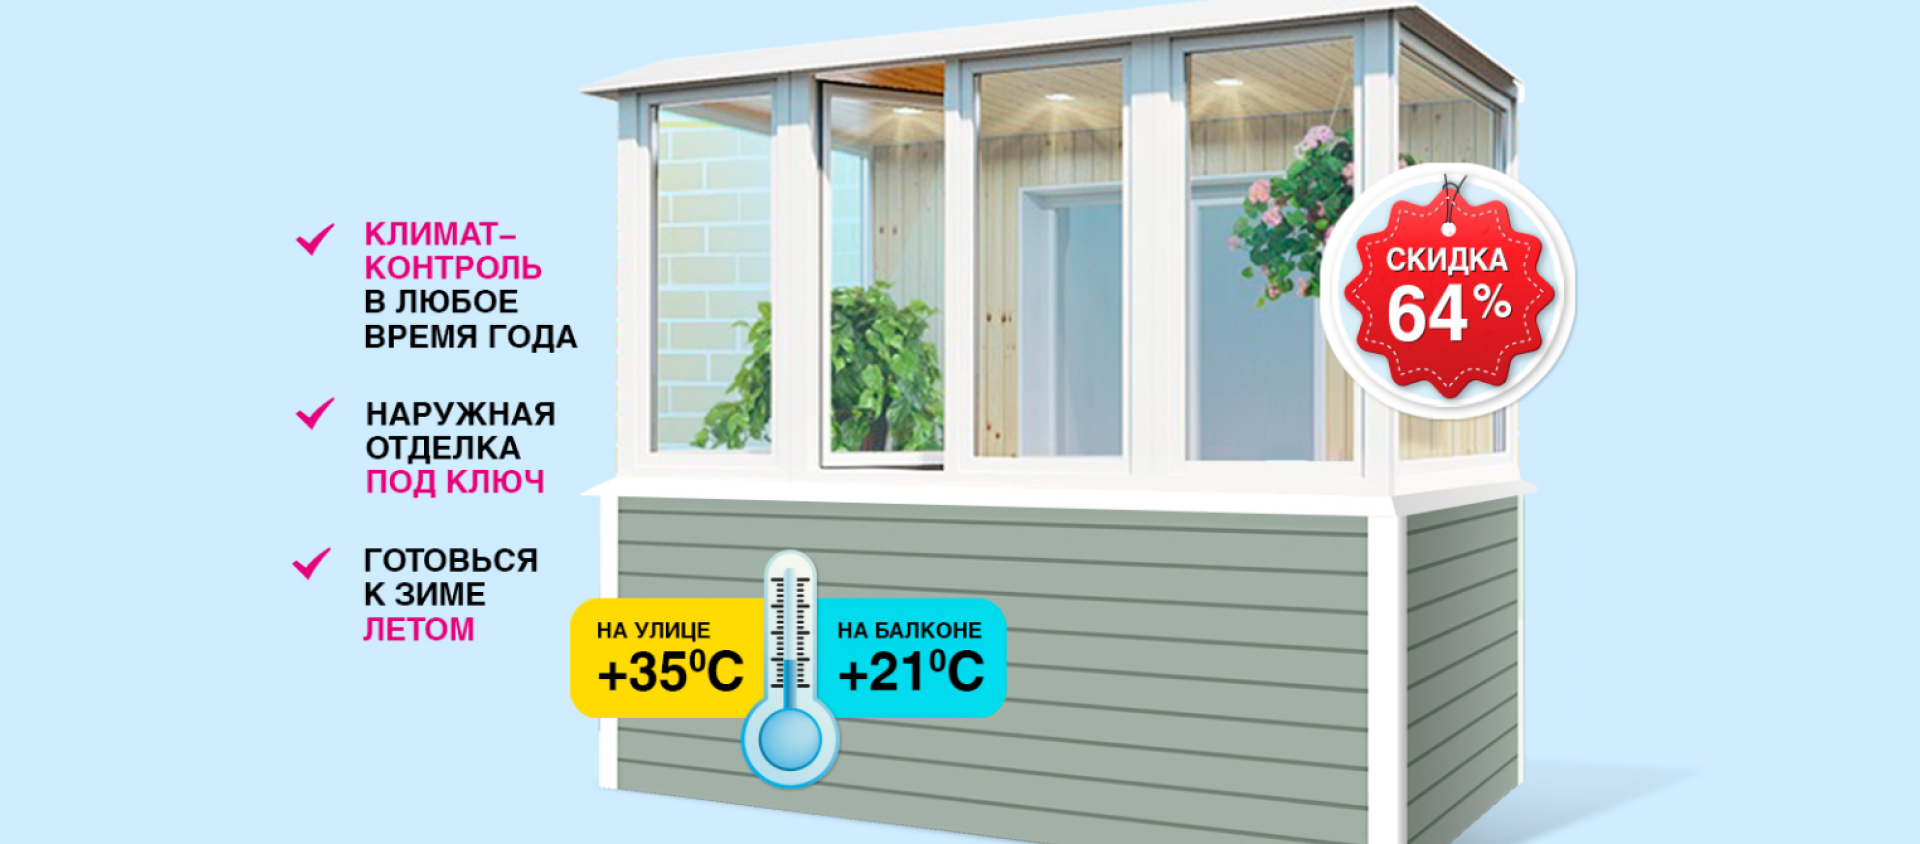 КЛИМАТ–
КОНТРОЛЬ
В ЛЮБОЕ
ВРЕМЯ ГОДА
НАРУЖНАЯ
ОТДЕЛКА
ПОД КЛЮЧ
ГОТОВЬСЯ
К ЗИМЕ
ЛЕТОМ
СКИДКА
64%
НА УЛИЦЕ
+35⁰C
НА БАЛКОНЕ
+21⁰C